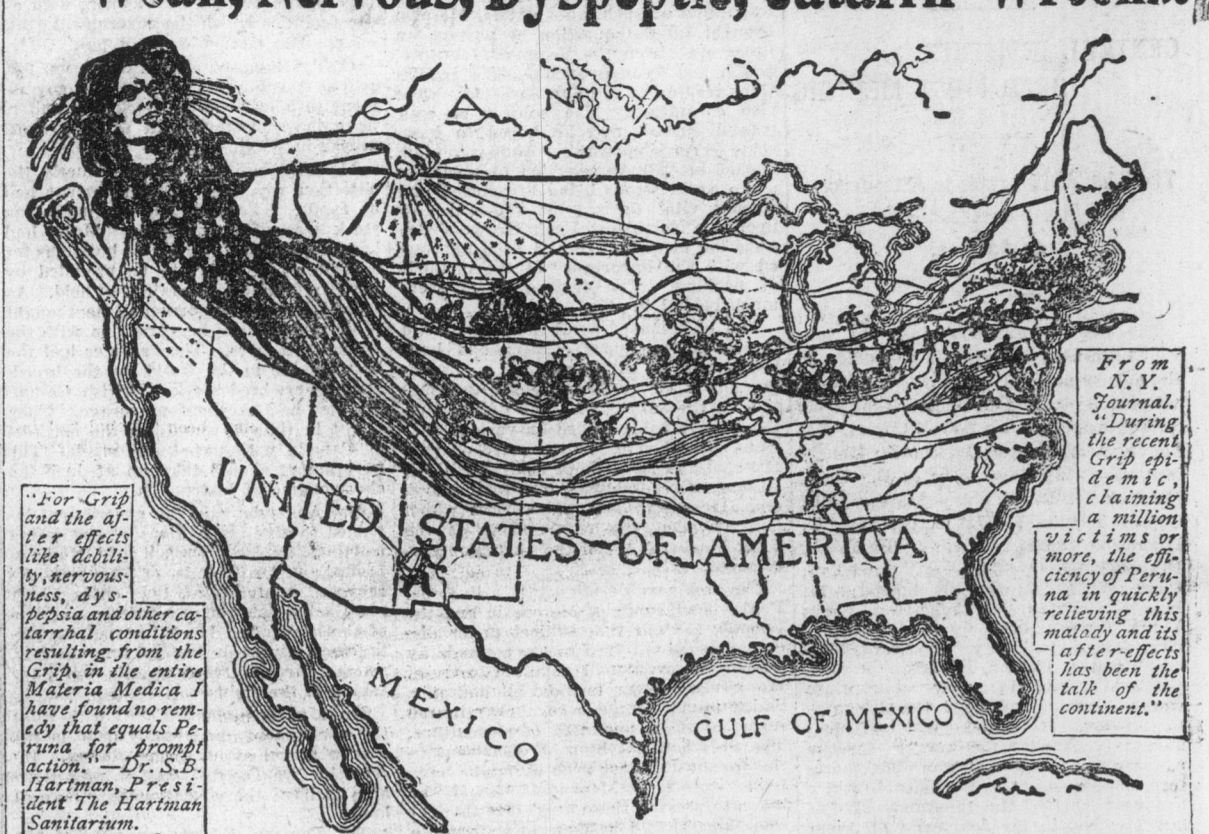 Weak, Nervous, Dyspeptic, Catarrh
CANADA
UNITED STATES OF AMERICA
MEXICO
GULF OF MEXICO
"For Grip
and the af-
ter effects
like debili-
ty, nervous-
ness, dys-
pepsia and other ca-
tarrhal conditions
resulting from the
Grip, in the entire
Materia Medica I
have found no rem-
edy that equals Pe-
runa for prompt
action."—Dr. S.B.
Hartman, Presi-
dent The Hartman
Sanitarium.
From
N. Y.
Journal.
"During
the recent
Grip epi-
demic,
claiming
a million
victims or
more, the effi-
ciency of Peru-
na in quickly
relieving this
malady and its
after-effects
has been the
talk of the
continent."